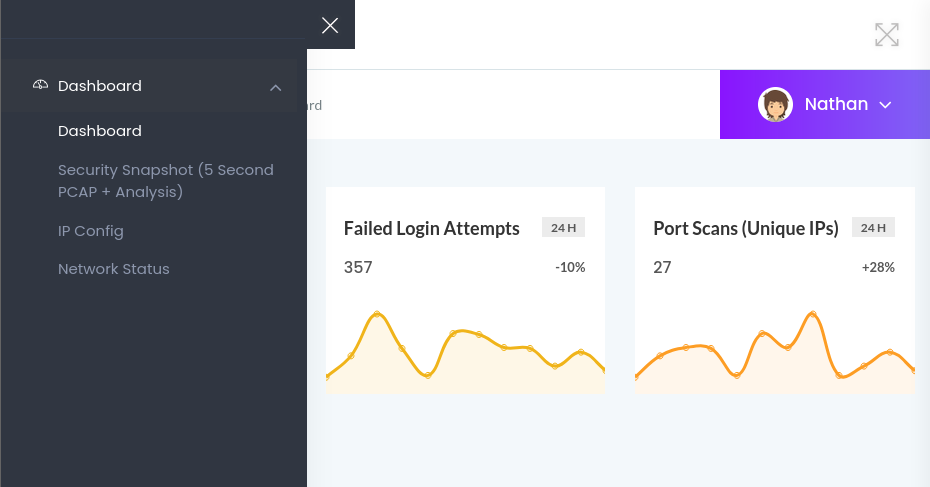 Dashboard
Dashboard
Security Snapshot (5 Second
PCAP + Analysis)
IP Config
Network Status
rd
Nathan
Failed Login Attempts
24 H
357
-10%
Port Scans (Unique IPs)
24 H
27
+28%